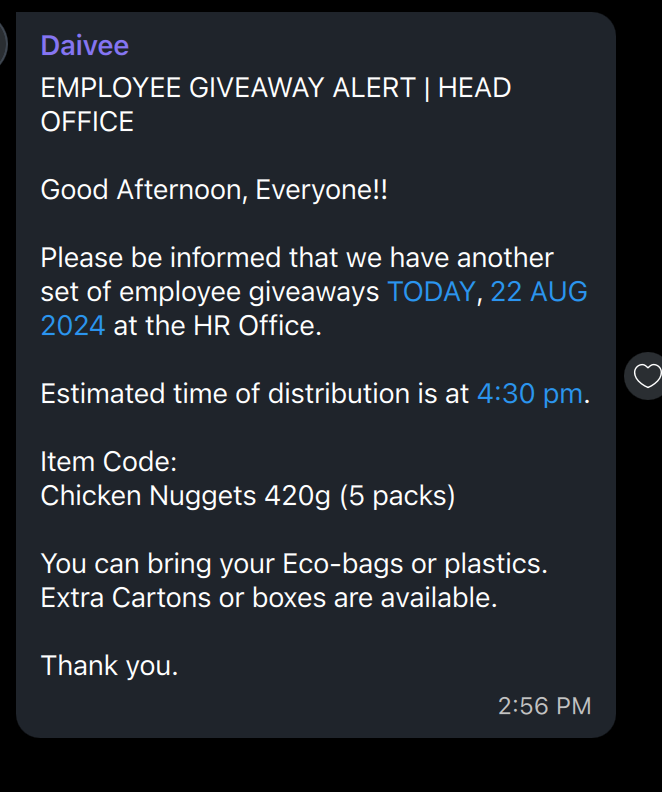 Daivee
EMPLOYEE GIVEAWAY ALERT | HEAD
OFFICE
Good Afternoon, Everyone!!
Please be informed that we have another
set of employee giveaways TODAY, 22 AUG
2024 at the HR Office.
Estimated time of distribution is at 4:30 pm.
Item Code:
Chicken Nuggets 420g (5 packs)
You can bring your Eco-bags or plastics.
Extra Cartons or boxes are available.
Thank you.
2:56 PM